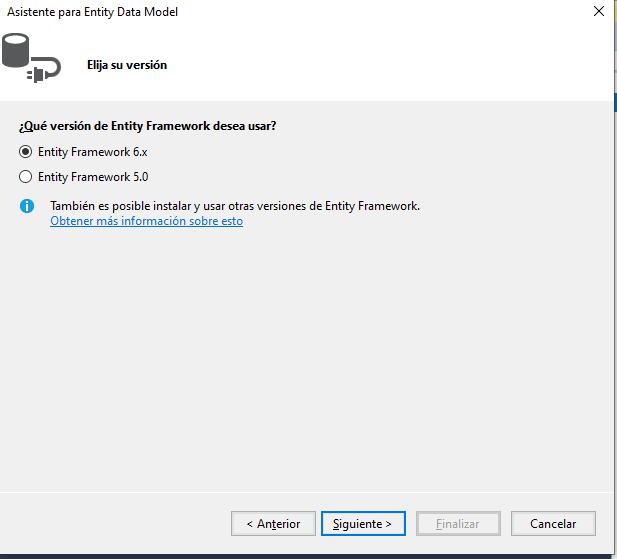 Asistente para Entity Data Model
Elija su versión
¿Qué versión de Entity Framework desea usar?
Entity Framework 6.x
Entity Framework 5.0
También es posible instalar y usar otras versiones de Entity Framework.
Obtener más información sobre esto
< Anterior
Siguiente >
Finalizar
Cancelar